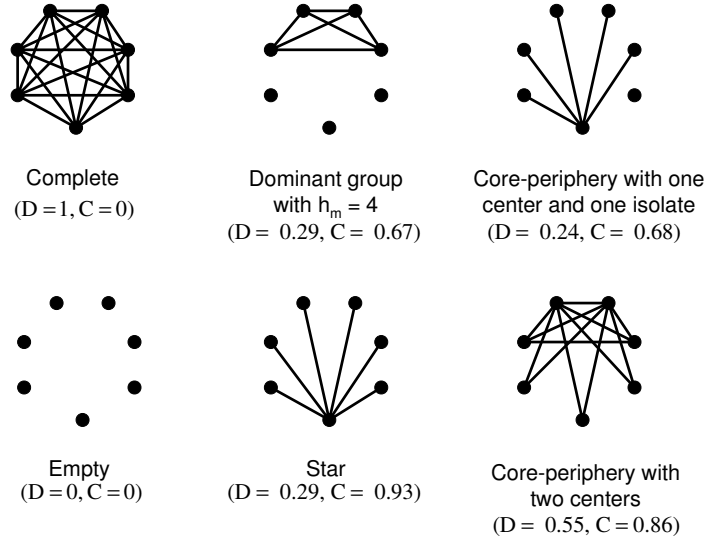 Complete
(D =1, C = 0)
Dominant group
with hm = 4
(D = 0.29, C = 0.67)
Core-periphery with one
center and one isolate
(D = 0.24, C = 0.68)
Empty
(D = 0, C = 0)
Star
(D = 0.29, C = 0.93)
Core-periphery with
two centers
(D = 0.55, C = 0.86)